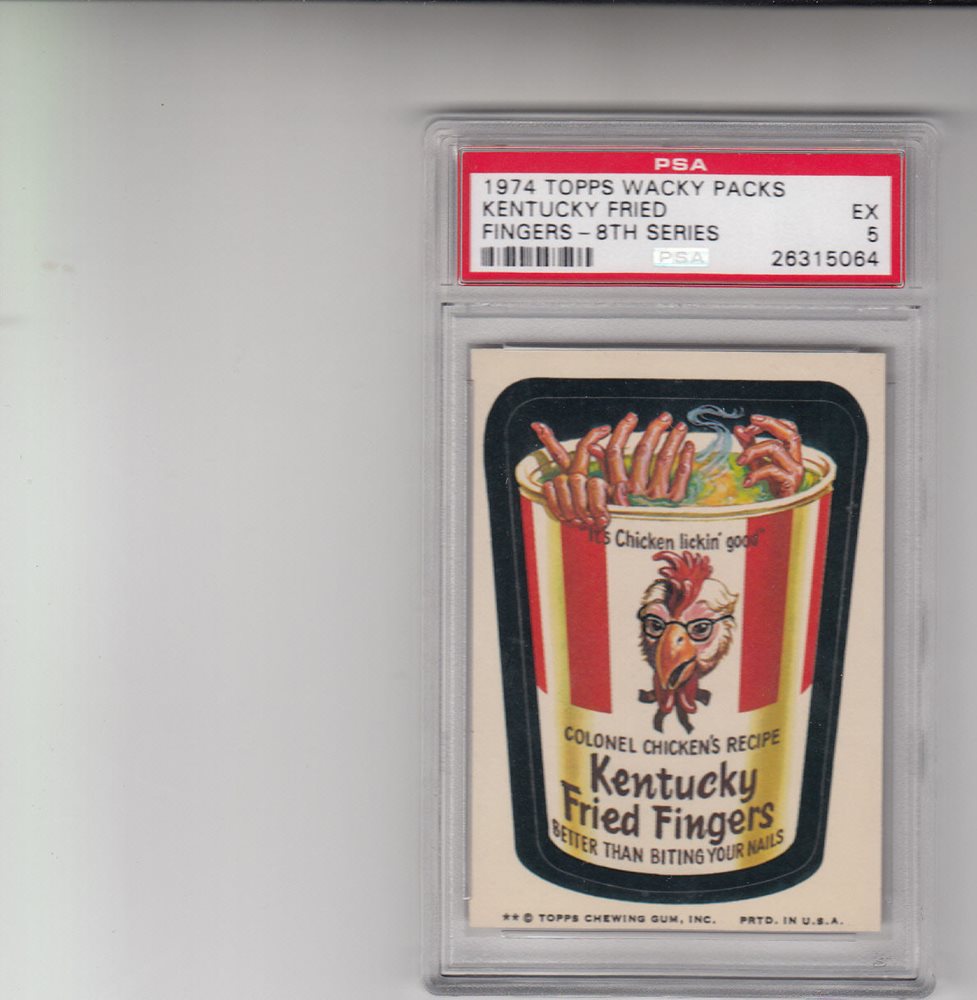 PSA
1974 TOPPS WACKY PACKS
KENTUCKY FRIED EX
FINGERS - 8TH SERIES 5
PSA 26315064
"It's Chicken lickin' good"
COLONEL CHICKEN'S RECIPE
Kentucky
Fried Fingers
BETTER THAN BITING YOUR NAILS
** © TOPPS CHEWING GUM, INC. PRTD. IN U.S.A.